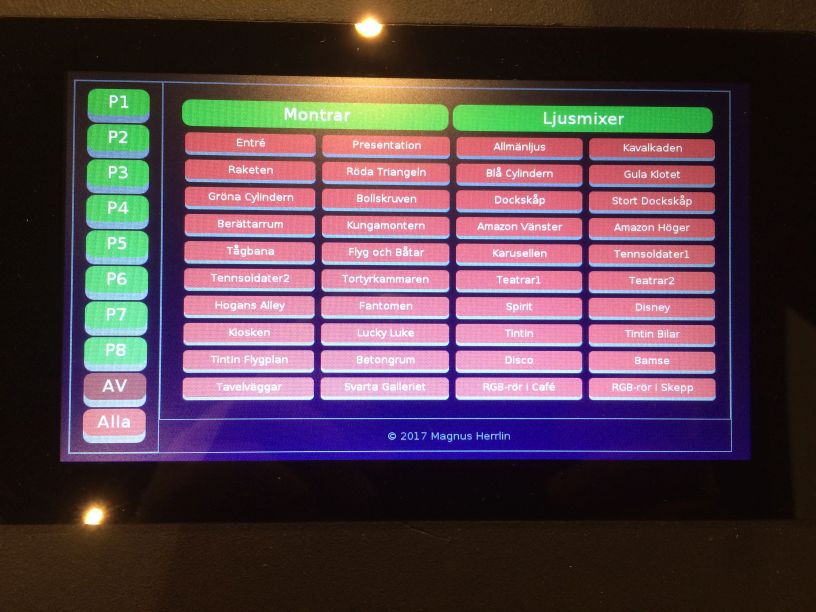 P1
P2
P3
P4
P5
P6
P7
P8
AV
Alla
Montrar Ljusmixer
Entré Presentation Allmänljus Kavalkaden
Raketen Röda Triangeln Blå Cylindern Gula Klotet
Gröna Cylindern Bollskruven Dockskåp Stort Dockskåp
Berättarrum Kungamontern Amazon Vänster Amazon Höger
Tågbana Flyg och Båtar Karusellen Tennsoldater1
Tennsoldater2 Tortyrkammaren Teatrar1 Teatrar2
Hogans Alley Fantomen Spirit Disney
Kiosken Lucky Luke Tintin Tintin Bilar
Tintin Flygplan Betongrum Disco Bamse
Tavelväggar Svarta Galleriet RGB-rör i Café RGB-rör i Skepp
© 2017 Magnus Herrlin